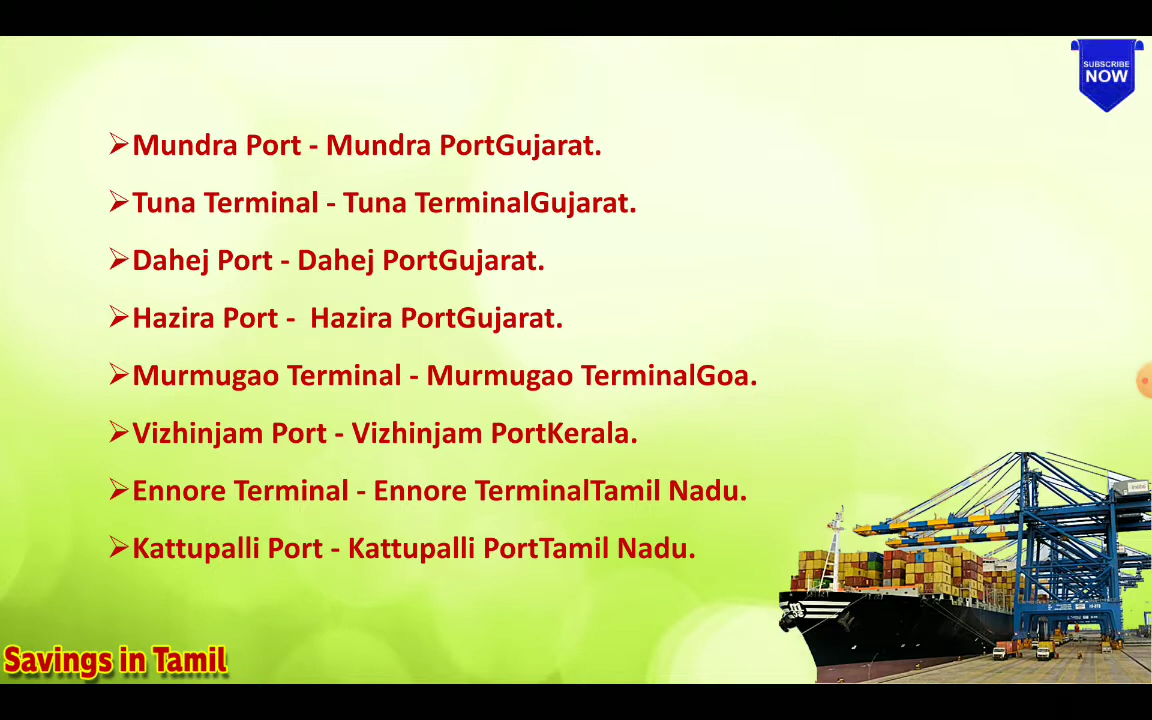 SUBSCRIBE
NOW
➢Mundra Port - Mundra PortGujarat.
➢Tuna Terminal - Tuna TerminalGujarat.
➢Dahej Port - Dahej PortGujarat.
➢Hazira Port -  Hazira PortGujarat.
➢Murmugao Terminal - Murmugao TerminalGoa.
➢Vizhinjam Port - Vizhinjam PortKerala.
➢Ennore Terminal - Ennore TerminalTamil Nadu.
➢Kattupalli Port - Kattupalli PortTamil Nadu.
Savings in Tamil